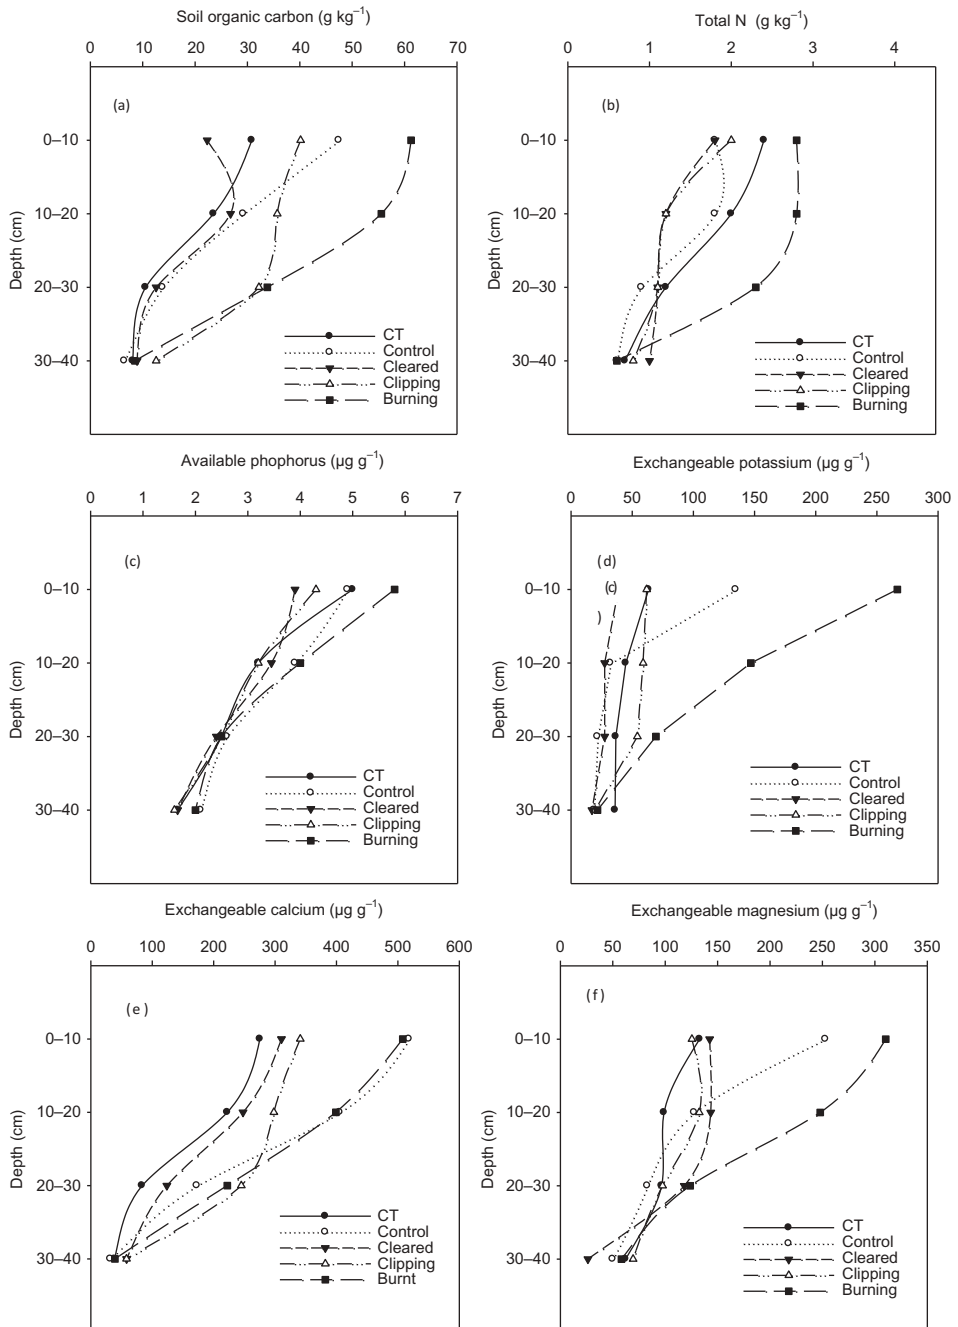 Soil organic carbon (g kg⁻¹)
0 10 20 30 40 50 60 70
(a)
0–10
10–20
20–30
30–40
Depth (cm)
CT
Control
Cleared
Clipping
Burning
Total N (g kg⁻¹)
0 1 2 3 4
(b)
0–10
10–20
20–30
30–40
Depth (cm)
CT
Control
Cleared
Clipping
Burning
Available phophorus (µg g⁻¹)
0 1 2 3 4 5 6 7
(c)
0–10
10–20
20–30
30–40
Depth (cm)
CT
Control
Cleared
Clipping
Burning
Exchangeable potassium (µg g⁻¹)
0 50 100 150 200 250 300
(d)
(c
)
0–10
10–20
20–30
30–40
Depth (cm)
CT
Control
Cleared
Clipping
Burning
Exchangeable calcium (µg g⁻¹)
0 100 200 300 400 500 600
(e)
0–10
10–20
20–30
30–40
Depth (cm)
CT
Control
Cleared
Clipping
Burnt
Exchangeable magnesium (µg g⁻¹)
0 50 100 150 200 250 300 350
(f)
0–10
10–20
20–30
30–40
Depth (cm)
CT
Control
Cleared
Clipping
Burning